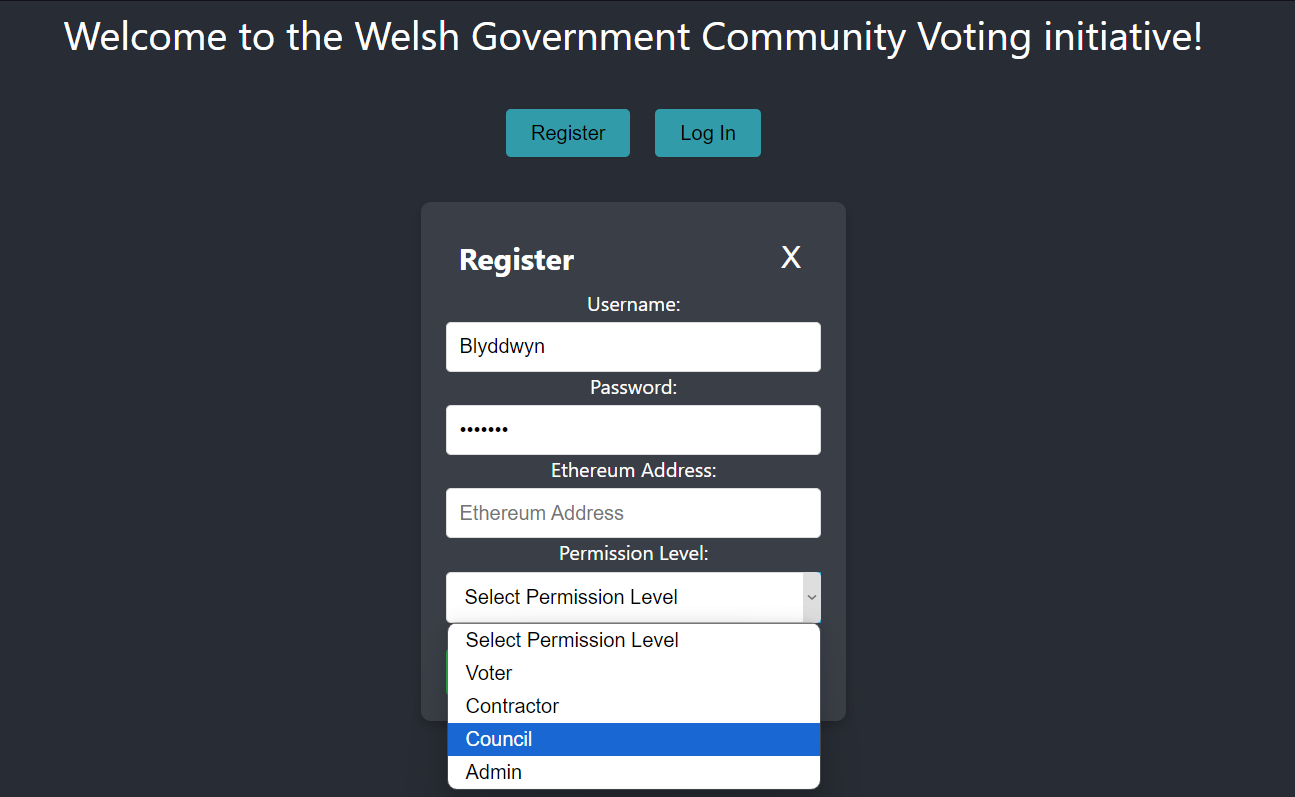 Welcome to the Welsh Government Community Voting initiative!
Register
Log In
Register
X
Username:
Blyddwyn
Password:
•••••••
Ethereum Address:
Ethereum Address
Permission Level:
Select Permission Level
Select Permission Level
Voter
Contractor
Council
Admin